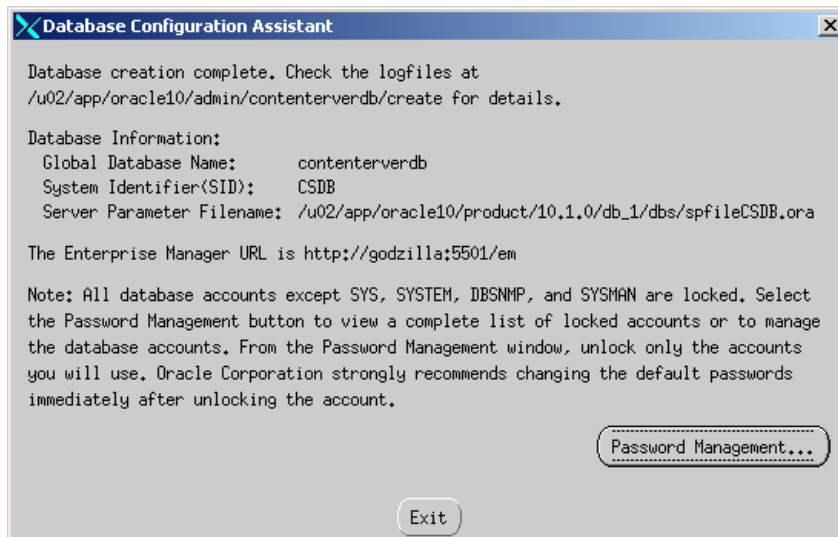 Database Configuration Assistant
Database creation complete. Check the logfiles at
/u02/app/oracle10/admin/contenterverdb/create for details.
Database Information:
Global Database Name: contenterverdb
System Identifier(SID): CSDB
Server Parameter Filename: /u02/app/oracle10/product/10.1.0/db_1/dbs/spfileCSDB.ora
The Enterprise Manager URL is http://godzilla:5501/em
Note: All database accounts except SYS, SYSTEM, DBSNMP, and SYSMAN are locked. Select
the Password Management button to view a complete list of locked accounts or to manage
the database accounts. From the Password Management window, unlock only the accounts
you will use. Oracle Corporation strongly recommends changing the default passwords
immediately after unlocking the account.
Password Management...
Exit